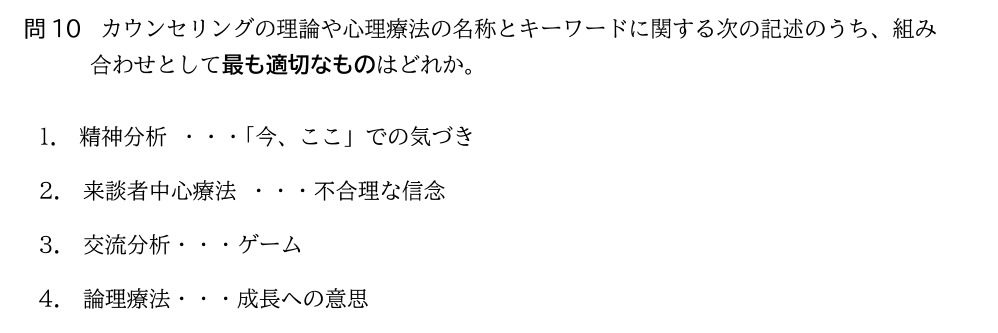 問10 カウンセリングの理論や心理療法の名称とキーワードに関する次の記述のうち、組み
合わせとして最も適切なものはどれか。
1. 精神分析 ・・・「今、ここ」での気づき
2. 来談者中心療法 ・・・不合理な信念
3. 交流分析・・・ゲーム
4. 論理療法・・・成長への意思